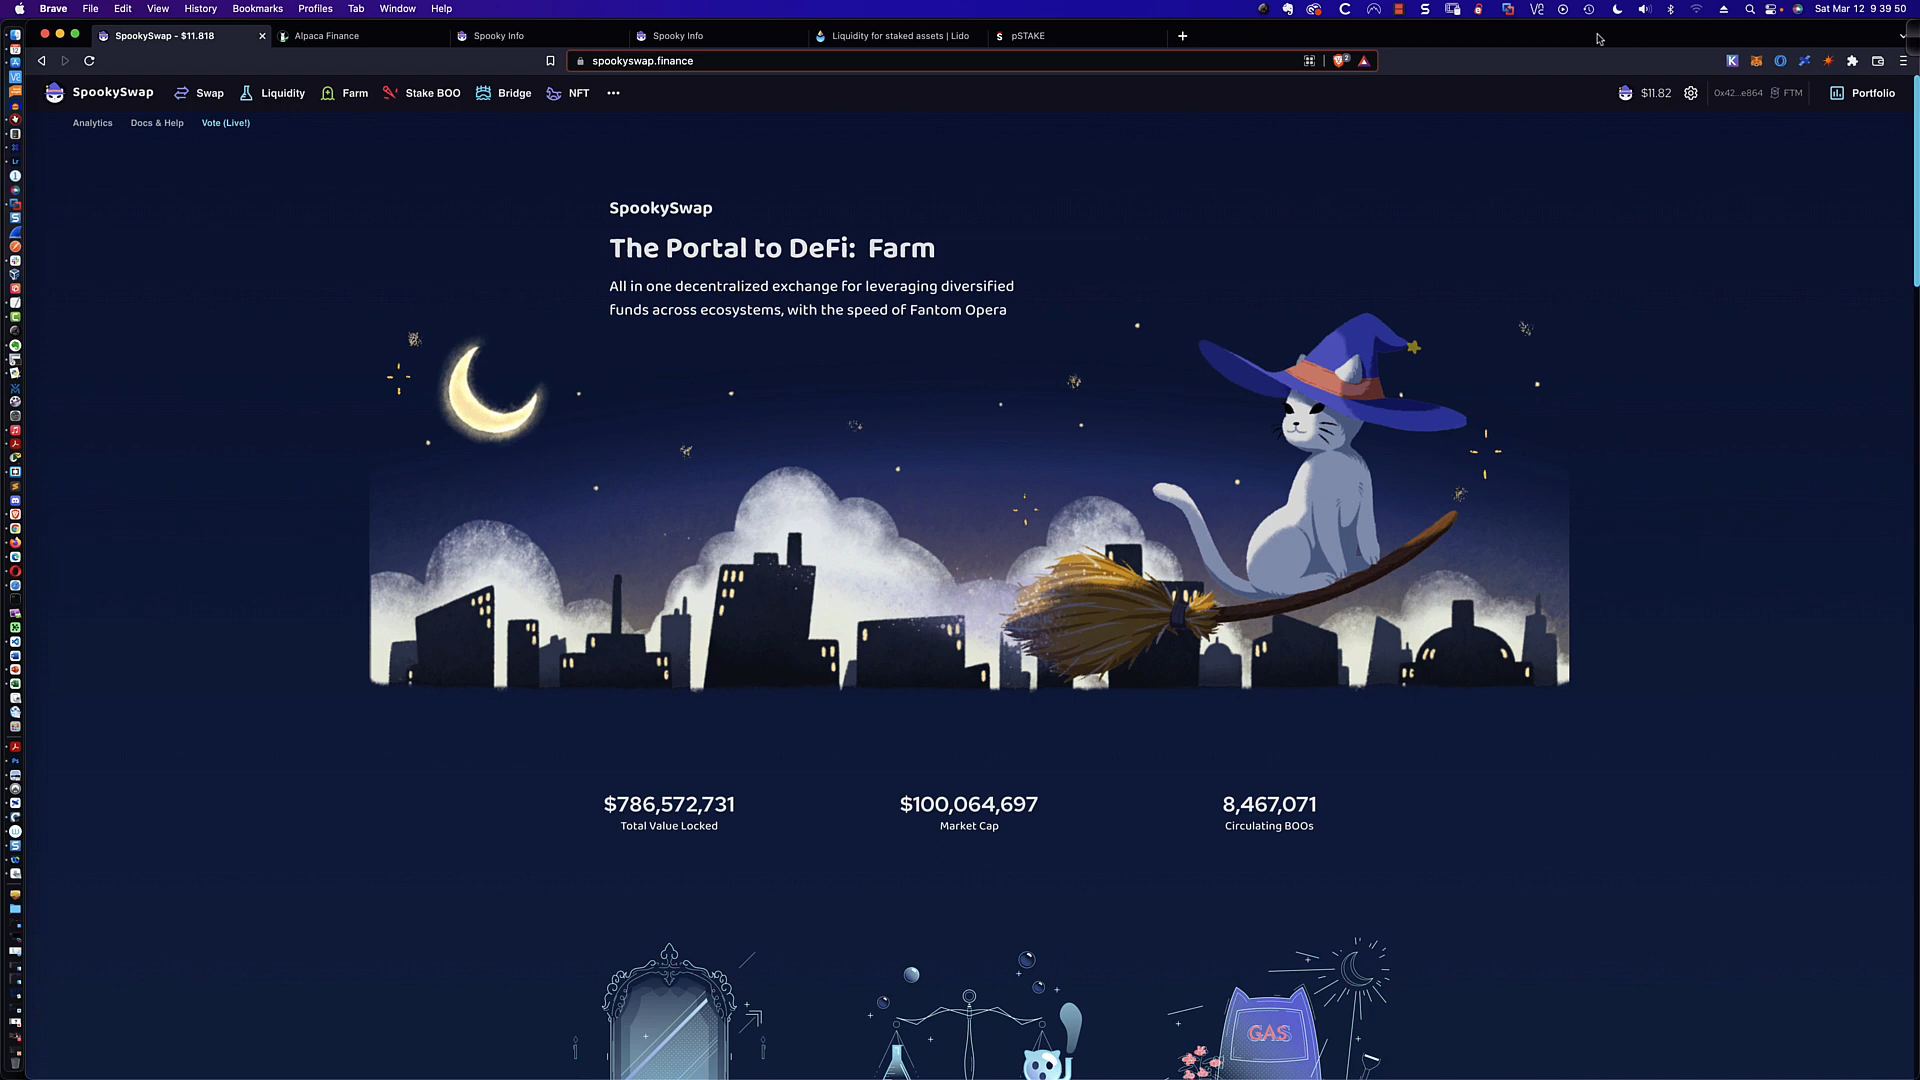 Brave File Edit View History Bookmarks Profiles Tab Window Help Sat Mar 12 9 39 50
SpookySwap - $11.818 Alpaca Finance Spooky Info Spooky Info Liquidity for staked assets | Lido pSTAKE
spookyswap.finance
SpookySwap Swap Liquidity Farm Stake BOO Bridge NFT $11.82 0x42...e864 FTM Portfolio
Analytics Docs & Help Vote (Live!)
SpookySwap
The Portal to DeFi: Farm
All in one decentralized exchange for leveraging diversified
funds across ecosystems, with the speed of Fantom Opera
$786,572,731 $100,064,697 8,467,071
Total Value Locked Market Cap Circulating BOOs
GAS